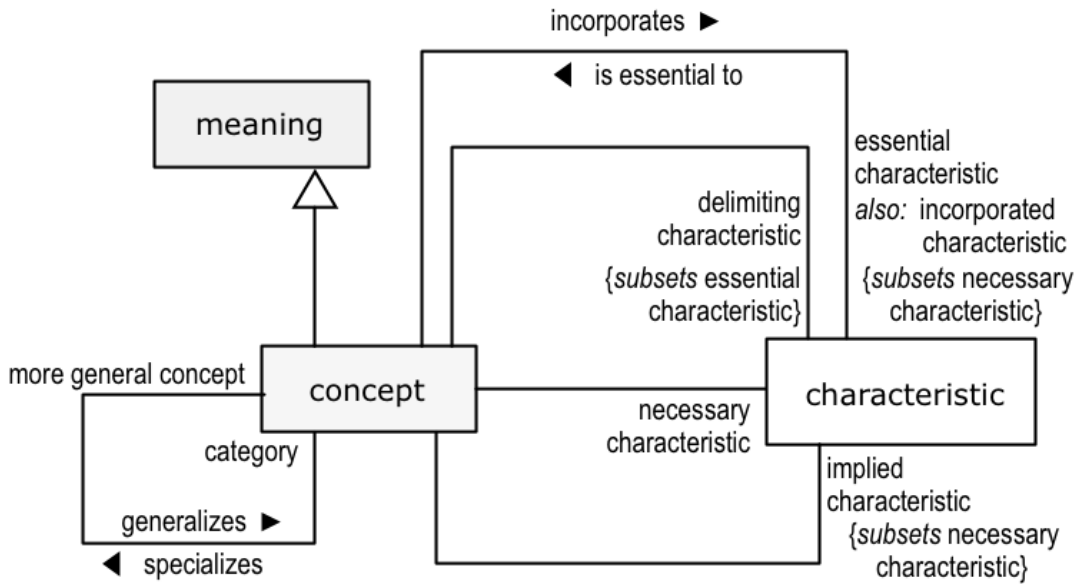 incorporates ►
◄ is essential to
meaning
essential
characteristic
also: incorporated
characteristic
{subsets necessary
characteristic}
delimiting
characteristic
{subsets essential
characteristic}
more general concept
concept
category
generalizes ►
◄ specializes
necessary
characteristic
characteristic
implied
characteristic
{subsets necessary
characteristic}